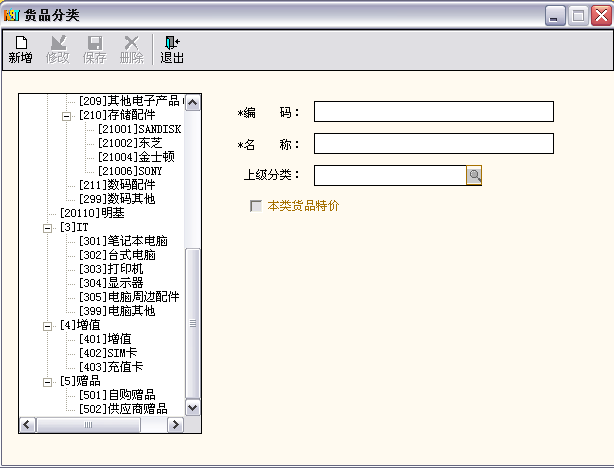 货品分类
新增 修改 保存 删除 退出
[209]其他电子产品
[210]存储配件
[21001]SANDISK
[21002]东芝
[21004]金士顿
[21006]SONY
[211]数码配件
[299]数码其他
[20110]明基
[3]IT
[301]笔记本电脑
[302]台式电脑
[303]打印机
[304]显示器
[305]电脑周边配件
[399]电脑其他
[4]增值
[401]增值
[402]SIM卡
[403]充值卡
[5]赠品
[501]自购赠品
[502]供应商赠品
*编 码：
*名 称：
上级分类：
本类货品特价